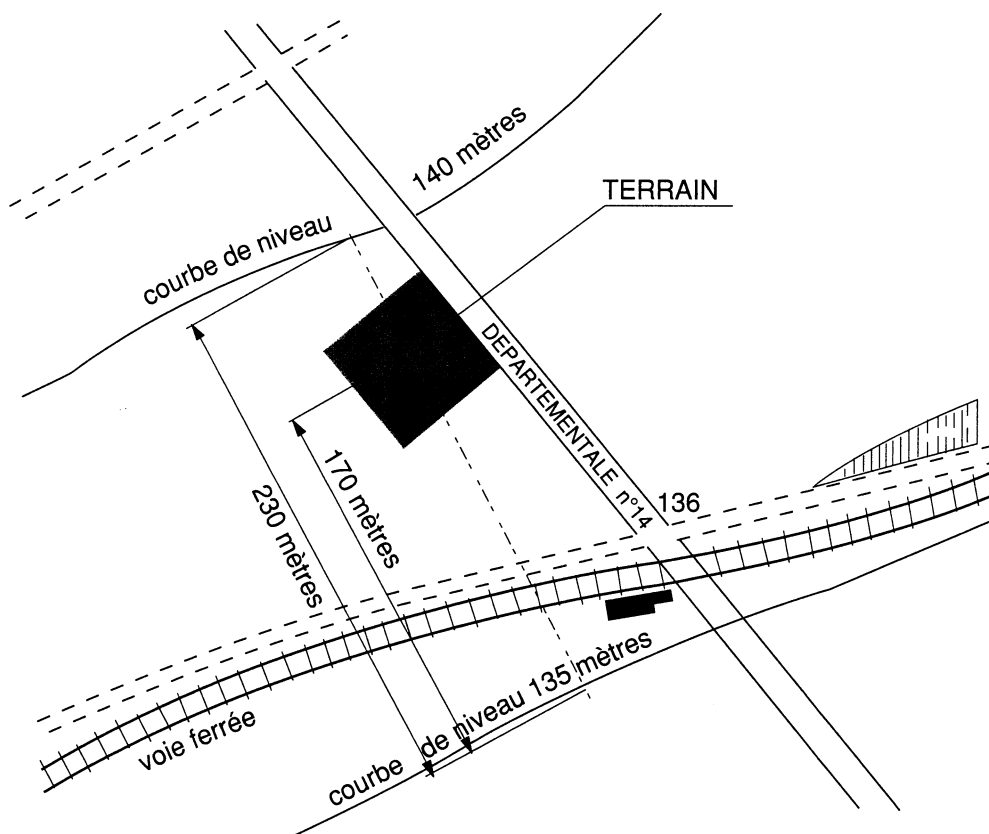 140 mètres
TERRAIN
courbe de niveau
DEPARTEMENTALE n°14
136
170 mètres
230 mètres
voie ferrée
courbe de niveau 135 mètres